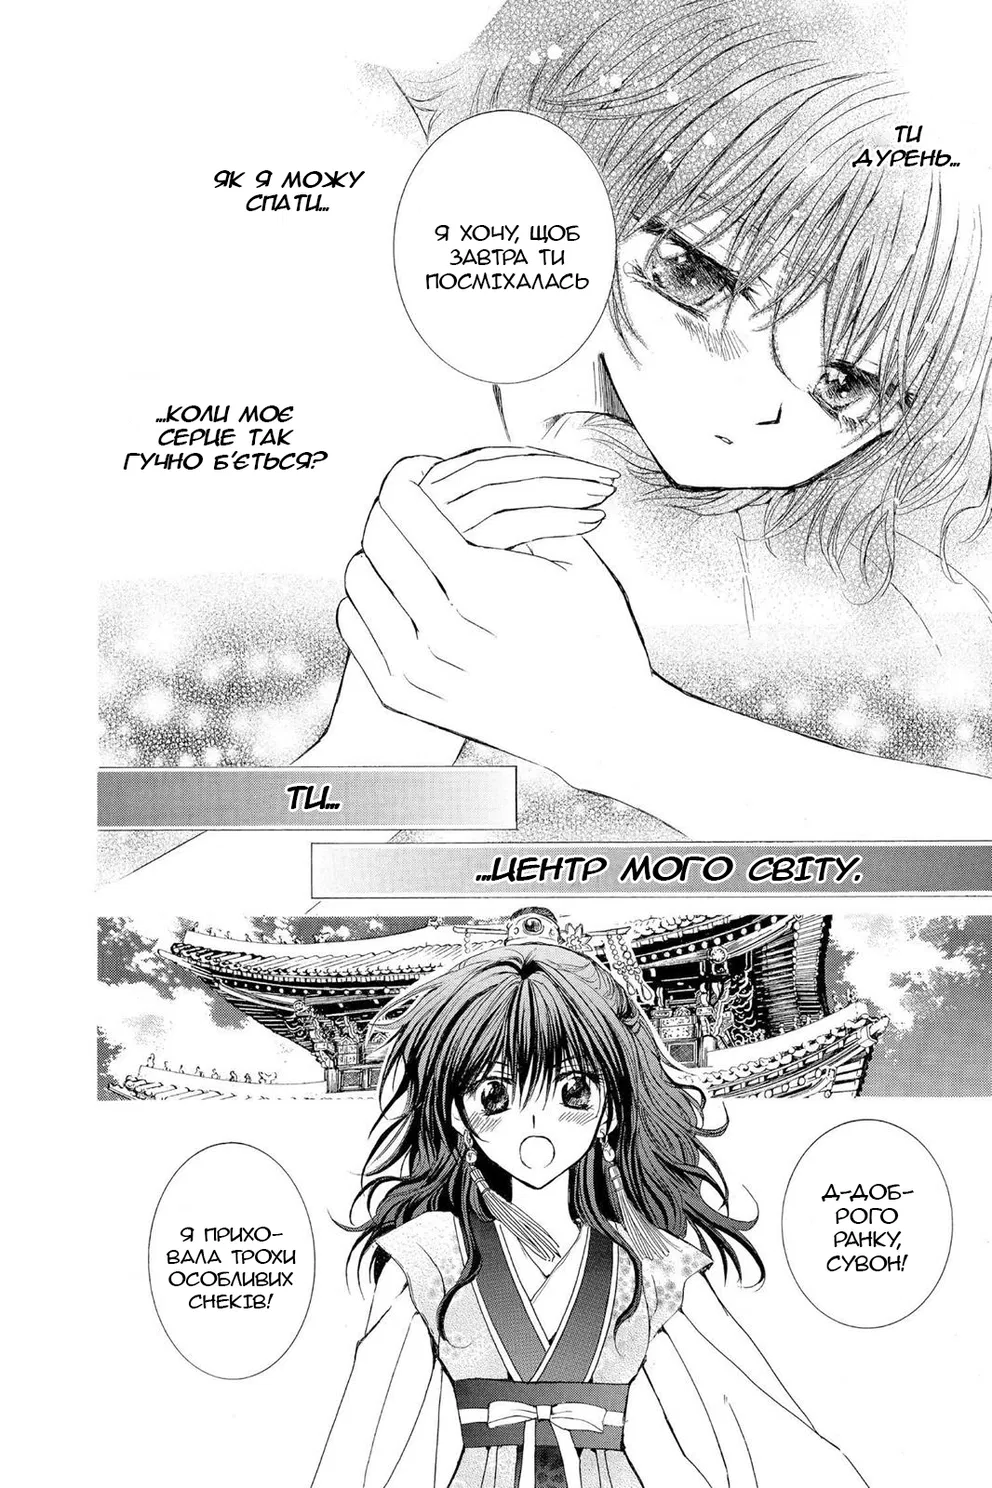 ТИ
ДУРЕНЬ...
Я ХОЧУ, ЩОБ
ЗАВТРА ТИ
ПОСМІХАЛАСЬ
ЯК Я МОЖУ
СПАТИ...
...КОЛИ МОЄ
СЕРЦЕ ТАК
ГУЧНО Б'ЄТЬСЯ?
ТИ...
...ЦЕНТР МОГО СВІТУ.
Д-ДОБ-
РОГО
РАНКУ,
СУВОН!
Я ПРИХО-
ВАЛА ТРОХИ
ОСОБЛИВИХ
СНЕКІВ!